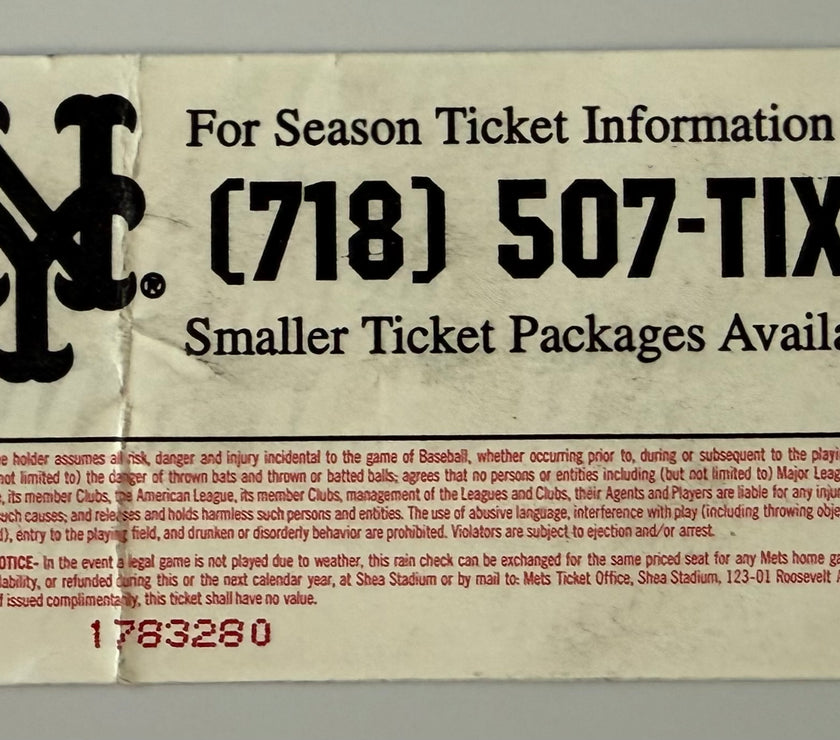 NY®
For Season Ticket Information
(718) 507-TIX
Smaller Ticket Packages Availa
e holder assumes all risk, danger and injury incidental to the game of Baseball, whether occurring prior to, during or subsequent to the playi
not limited to) the danger of thrown bats and thrown or batted balls; agrees that no persons or entities including (but not limited to) Major Leag
, its member Clubs, the American League, its member Clubs, management of the Leagues and Clubs, their Agents and Players are liable for any inju
such causes; and releases and holds harmless such persons and entities. The use of abusive language, interference with play (including throwing obje
d), entry to the playing field, and drunken or disorderly behavior are prohibited. Violators are subject to ejection and/or arrest.
OTICE- In the event a legal game is not played due to weather, this rain check can be exchanged for the same priced seat for any Mets home ga
lability, or refunded during this or the next calendar year, at Shea Stadium or by mail to: Mets Ticket Office, Shea Stadium, 123-01 Roosevelt A
f issued complimentarily, this ticket shall have no value.
1783280